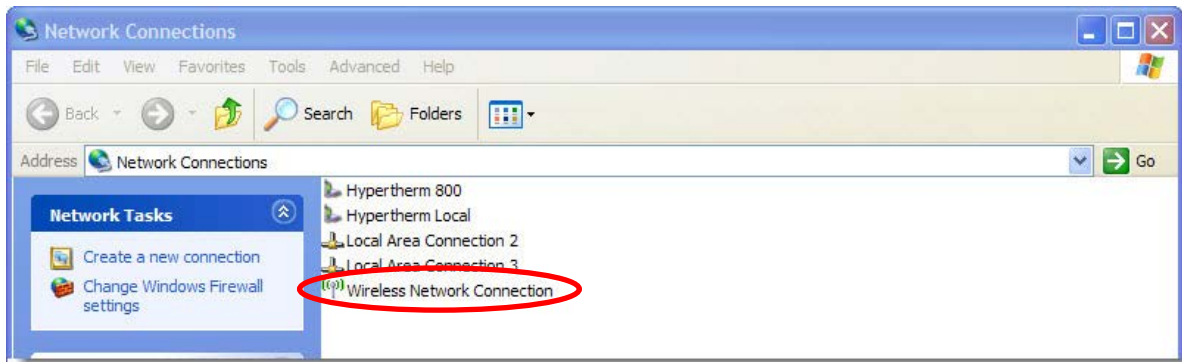 Network Connections
File Edit View Favorites Tools Advanced Help
Back Search Folders
Address Network Connections Go
Network Tasks
Create a new connection
Change Windows Firewall
settings
Hypertherm 800
Hypertherm Local
Local Area Connection 2
Local Area Connection 3
Wireless Network Connection